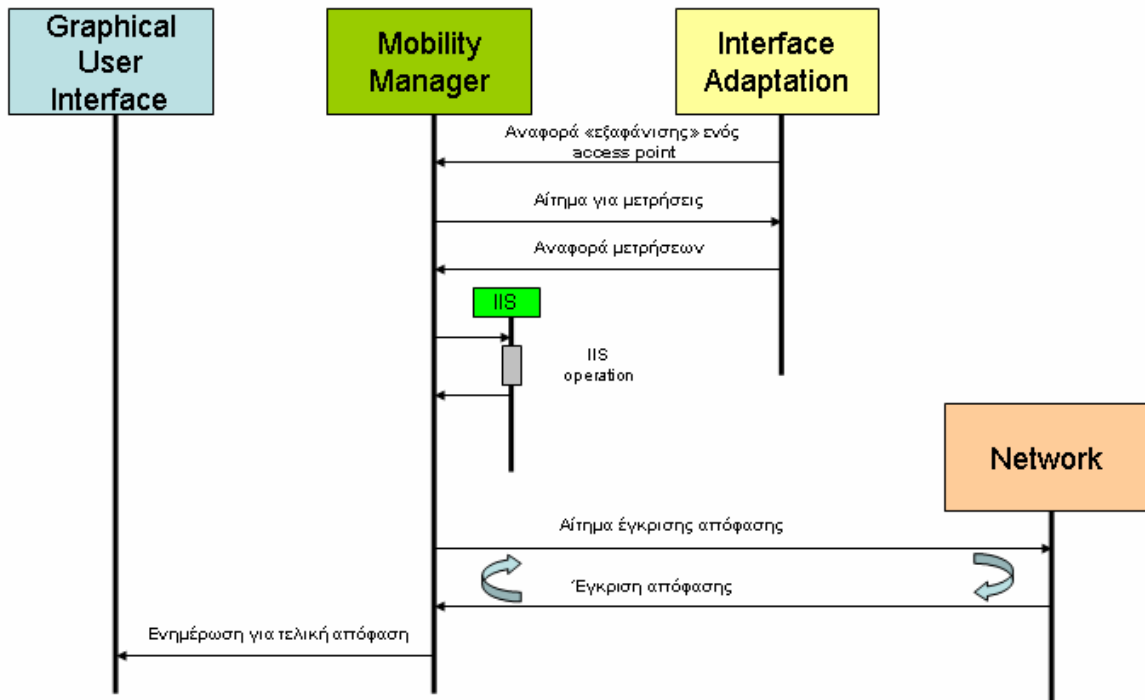 Graphical
User
Interface
Mobility
Manager
Interface
Adaptation
Αναφορά «εξαφάνισης» ενός
access point
Αίτημα για μετρήσεις
Αναφορά μετρήσεων
IIS
IIS
operation
Network
Αίτημα έγκρισης απόφασης
Έγκριση απόφασης
Ενημέρωση για τελική απόφαση